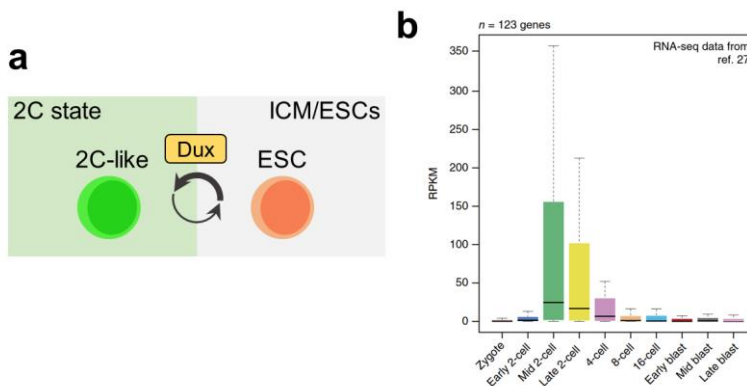 a
2C state
ICM/ESCs
Dux
2C-like
ESC
b
n = 123 genes
RNA-seq data from
ref. 27
350
300
250
200
150
100
50
0
RPKM
Zygote
Early 2-cell
Mid 2-cell
Late 2-cell
4-cell
8-cell
16-cell
Early blast
Mid blast
Late blast